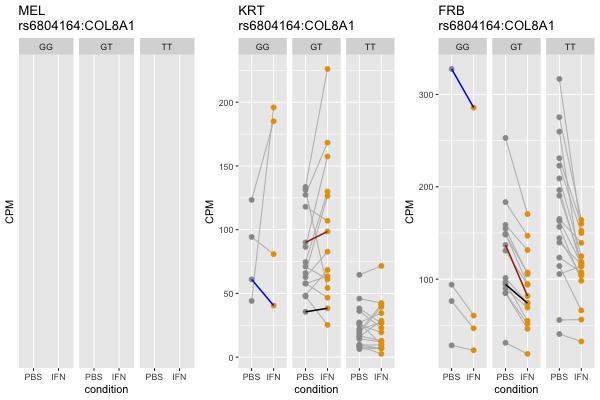 MEL
rs6804164:COL8A1
GG GT TT
CPM
PBS IFN PBS IFN PBS IFN
condition
KRT
rs6804164:COL8A1
GG GT TT
200
150
100
50
0
CPM
PBS IFN PBS IFN PBS IFN
condition
FRB
rs6804164:COL8A1
GG GT TT
300
200
100
CPM
PBS IFN PBS IFN PBS IFN
condition